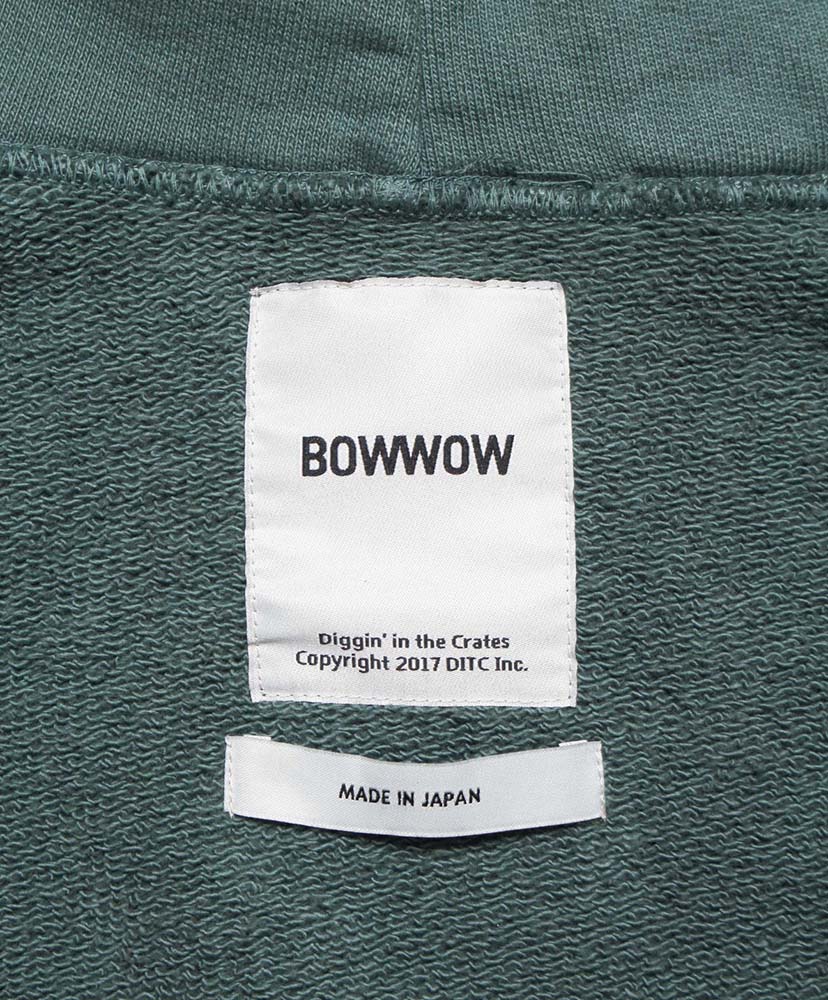 BOWWOW
Diggin' in the Crates
Copyright 2017 DITC Inc.
MADE IN JAPAN